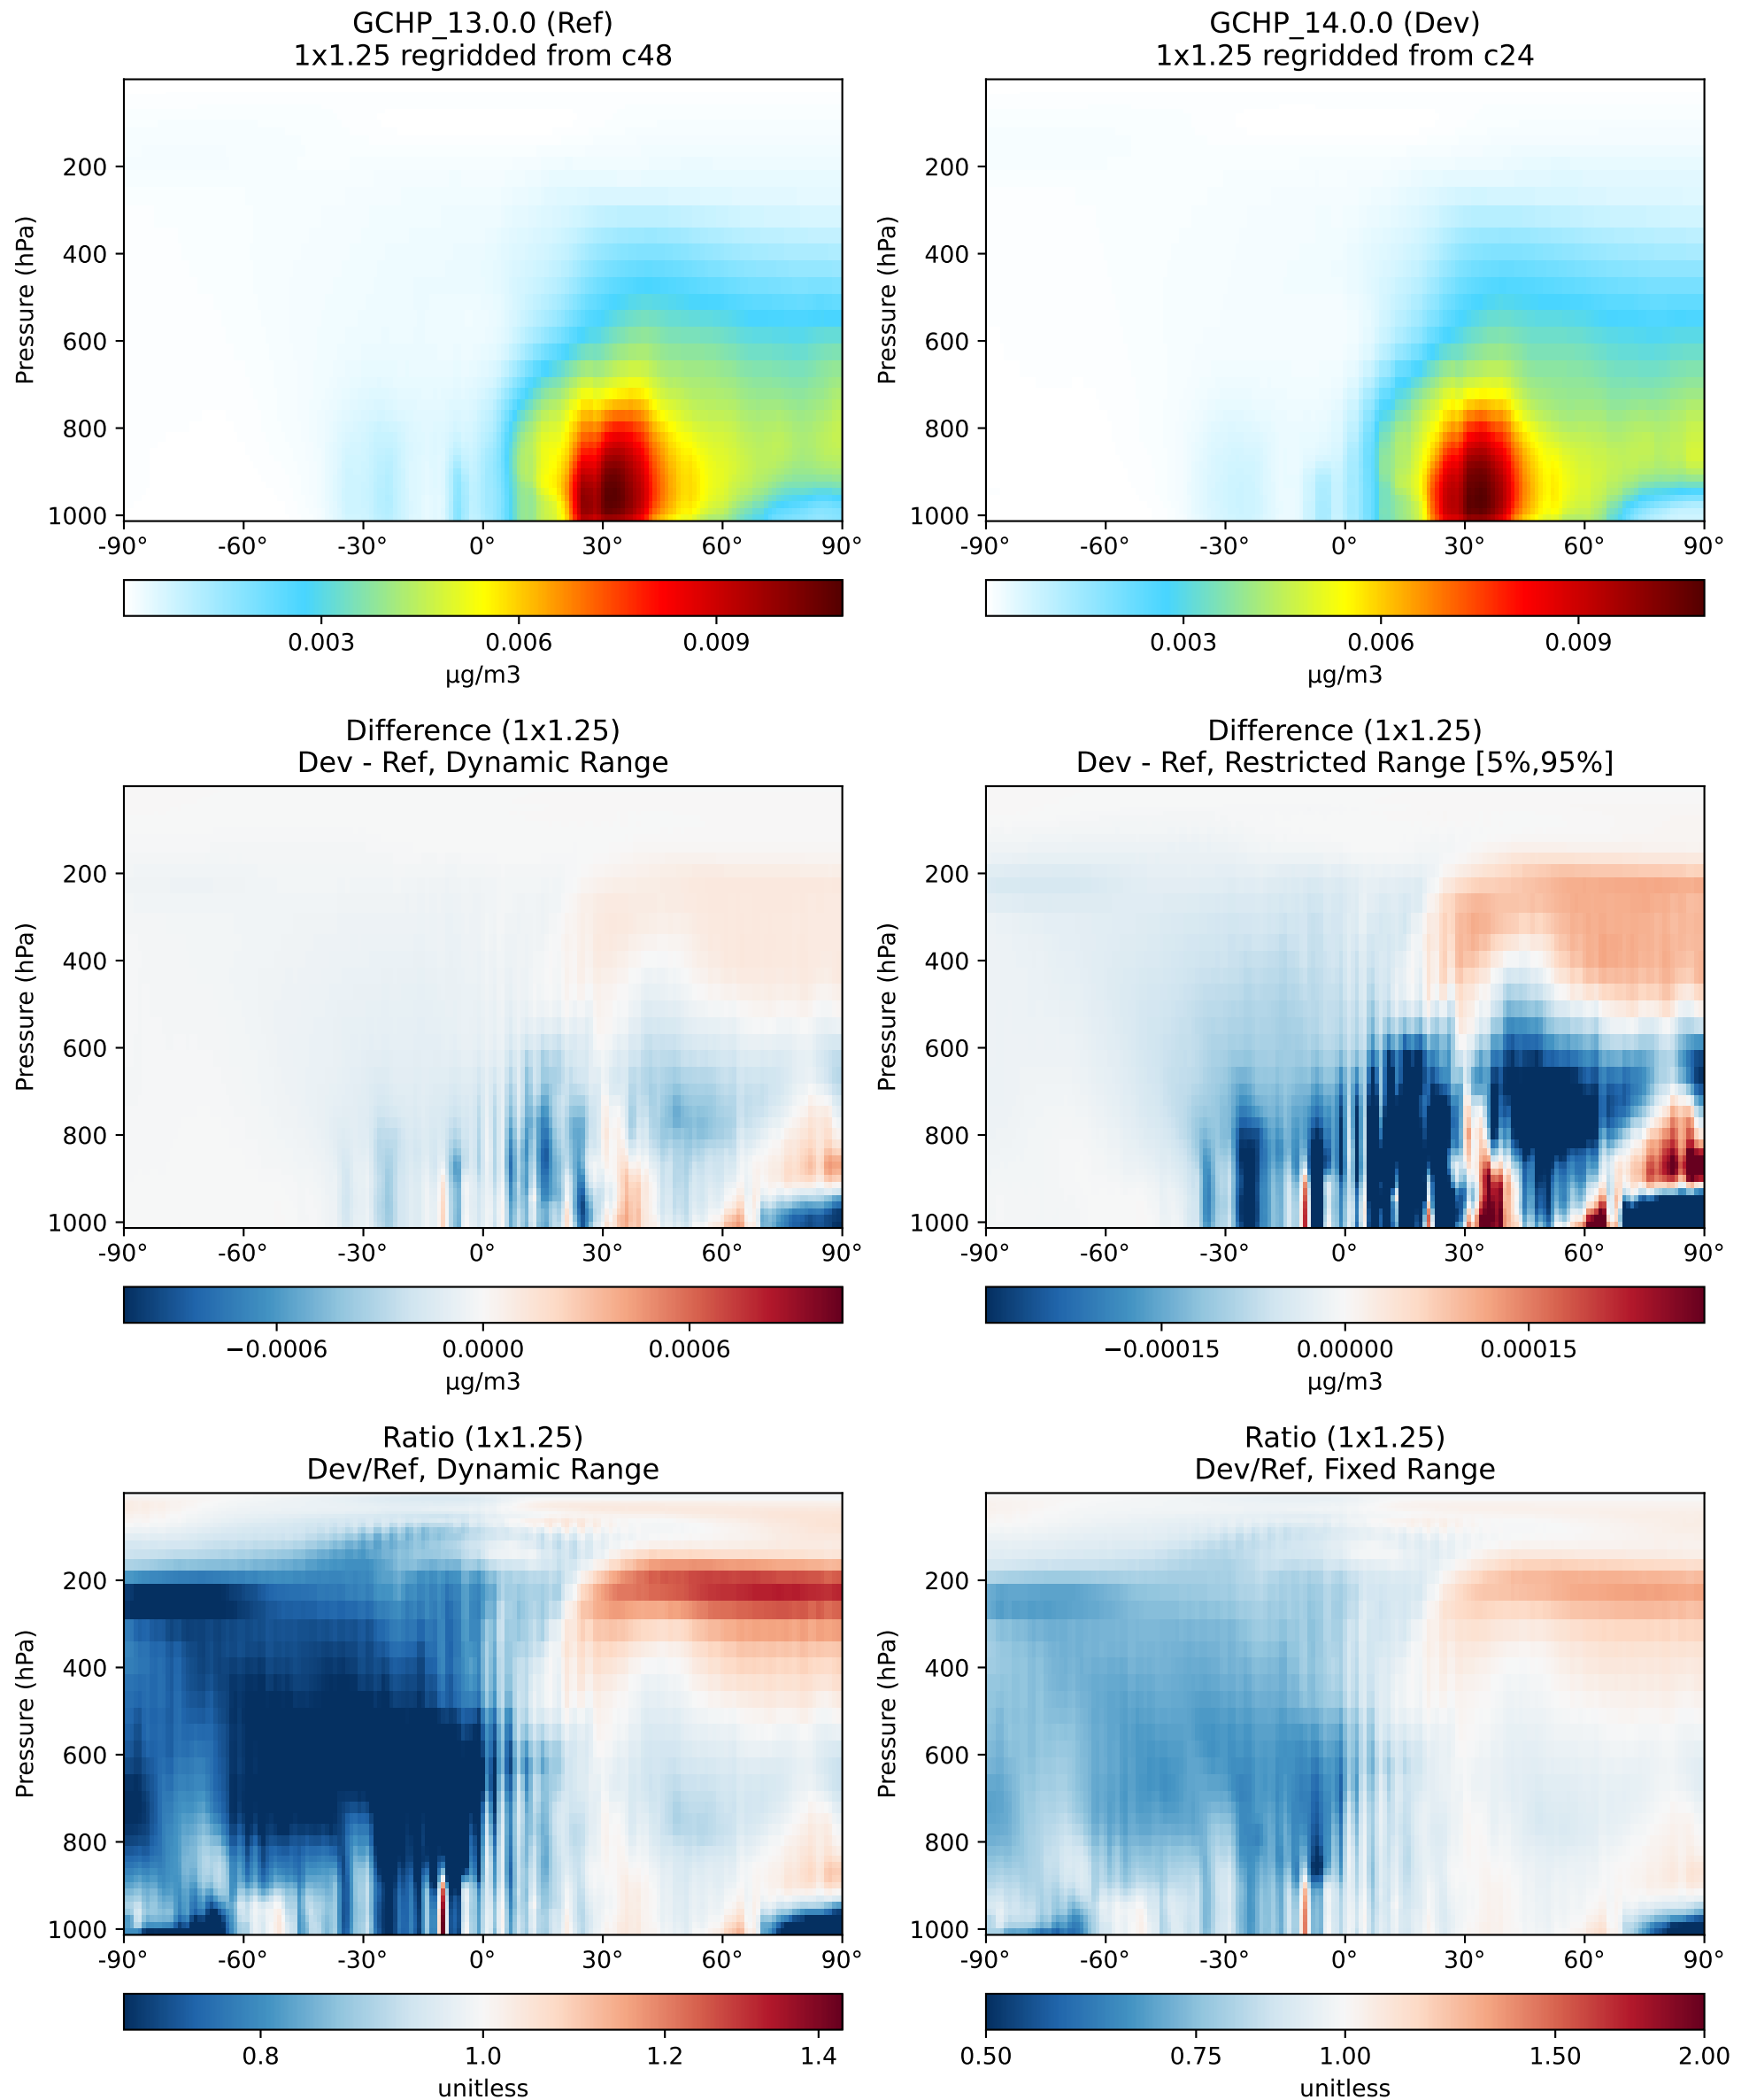 GCHP_13.0.0 (Ref)
1x1.25 regridded from c48
Pressure (hPa)
200
400
600
800
1000
-90° -60° -30° 0° 30° 60° 90°
0.003 0.006 0.009
µg/m3
GCHP_14.0.0 (Dev)
1x1.25 regridded from c24
Pressure (hPa)
200
400
600
800
1000
-90° -60° -30° 0° 30° 60° 90°
0.003 0.006 0.009
µg/m3
Difference (1x1.25)
Dev - Ref, Dynamic Range
Pressure (hPa)
200
400
600
800
1000
-90° -60° -30° 0° 30° 60° 90°
−0.0006 0.0000 0.0006
µg/m3
Difference (1x1.25)
Dev - Ref, Restricted Range [5%,95%]
Pressure (hPa)
200
400
600
800
1000
-90° -60° -30° 0° 30° 60° 90°
−0.00015 0.00000 0.00015
µg/m3
Ratio (1x1.25)
Dev/Ref, Dynamic Range
Pressure (hPa)
200
400
600
800
1000
-90° -60° -30° 0° 30° 60° 90°
0.8 1.0 1.2 1.4
unitless
Ratio (1x1.25)
Dev/Ref, Fixed Range
Pressure (hPa)
200
400
600
800
1000
-90° -60° -30° 0° 30° 60° 90°
0.50 0.75 1.00 1.50 2.00
unitless